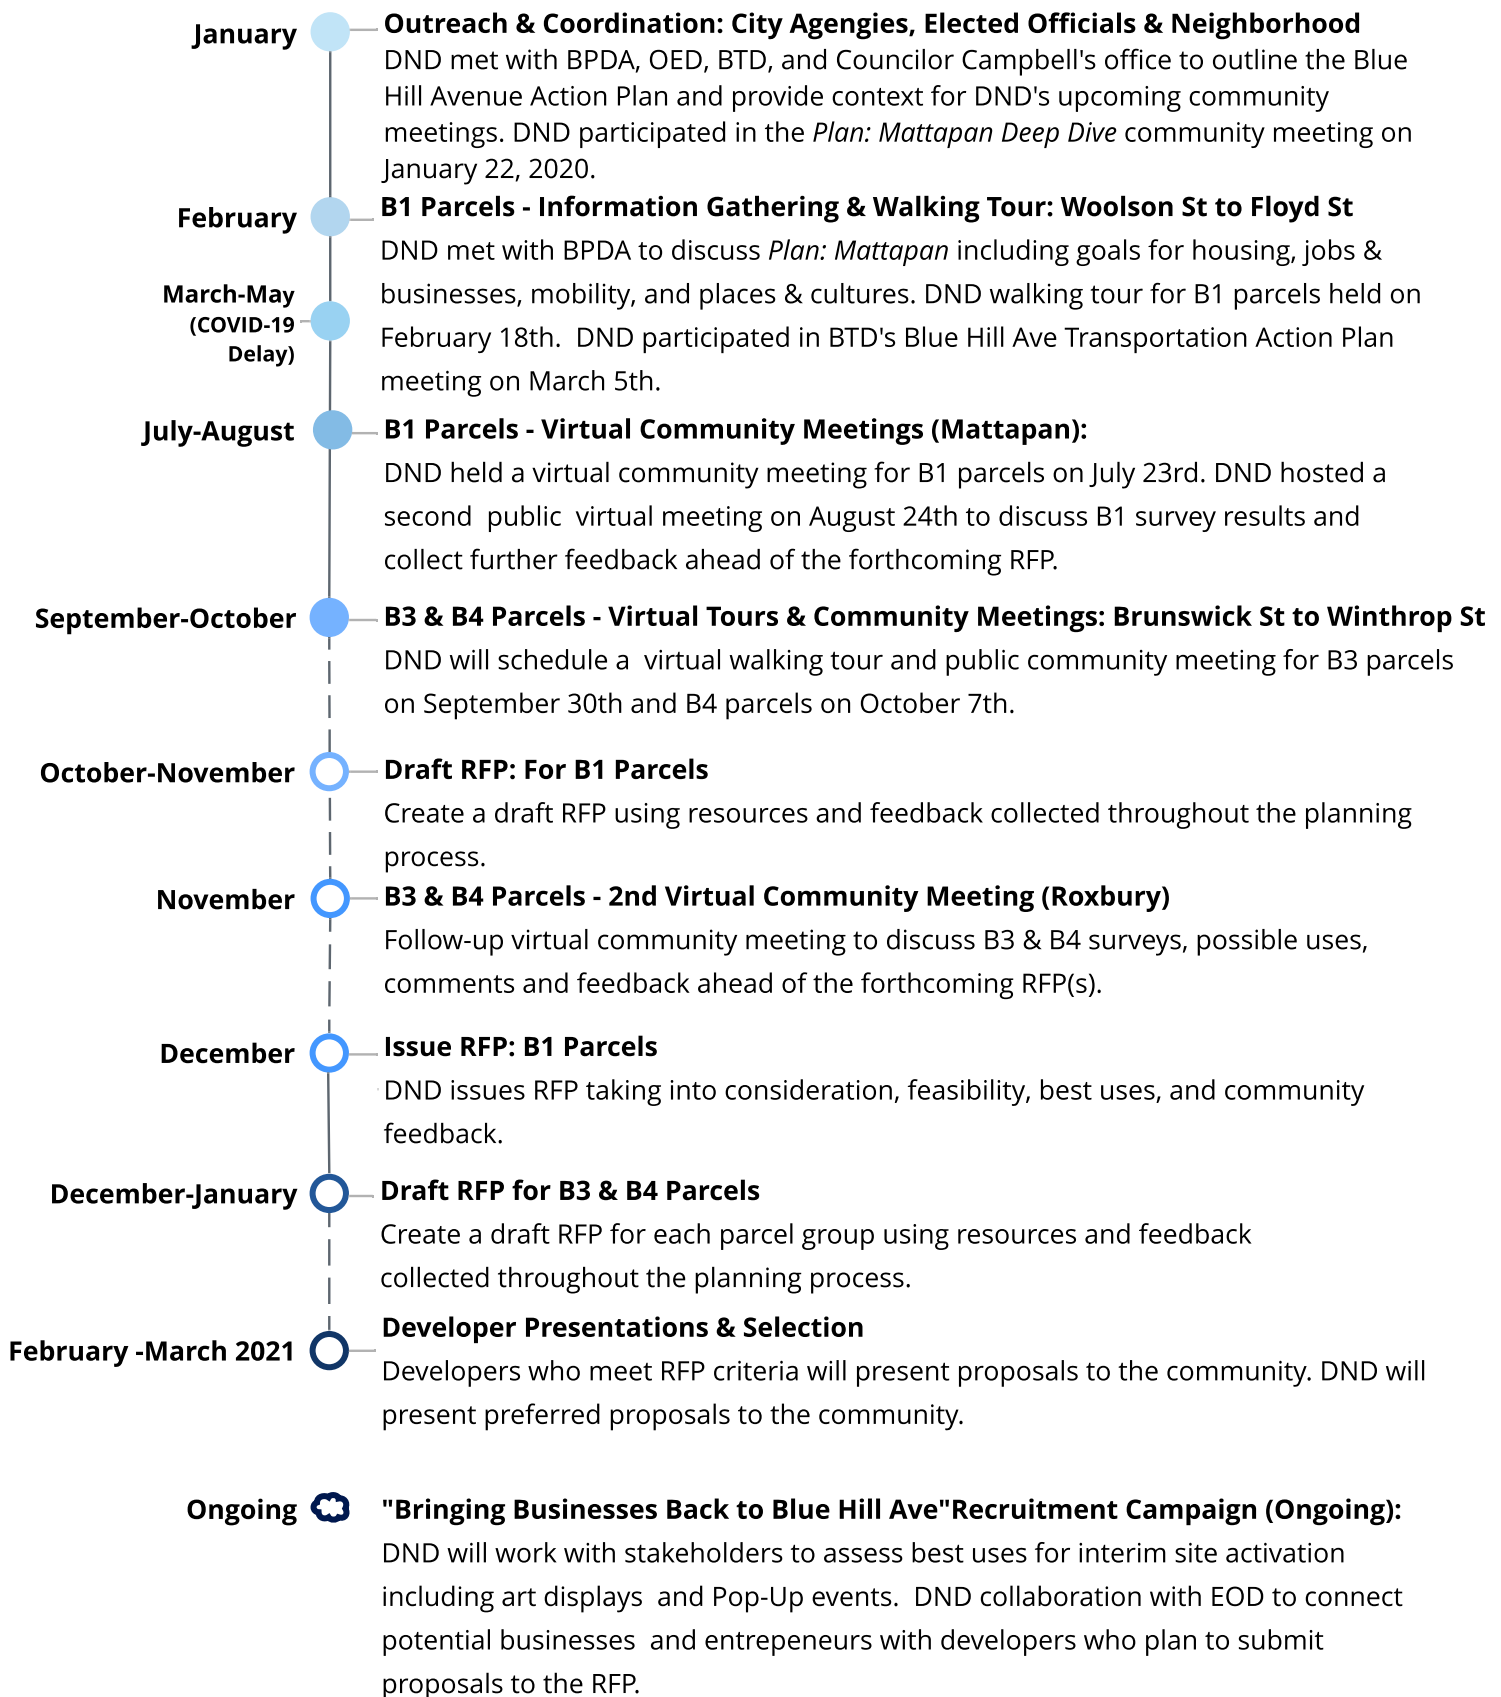 January
Outreach & Coordination: City Agengies, Elected Officials & Neighborhood
DND met with BPDA, OED, BTD, and Councilor Campbell's office to outline the Blue
Hill Avenue Action Plan and provide context for DND's upcoming community
meetings. DND participated in the Plan: Mattapan Deep Dive community meeting on
January 22, 2020.
February
B1 Parcels - Information Gathering & Walking Tour: Woolson St to Floyd St
DND met with BPDA to discuss Plan: Mattapan including goals for housing, jobs &
businesses, mobility, and places & cultures. DND walking tour for B1 parcels held on
February 18th.  DND participated in BTD's Blue Hill Ave Transportation Action Plan
meeting on March 5th.
March-May
(COVID-19
Delay)
July-August
B1 Parcels - Virtual Community Meetings (Mattapan):
DND held a virtual community meeting for B1 parcels on July 23rd. DND hosted a
second  public  virtual meeting on August 24th to discuss B1 survey results and
collect further feedback ahead of the forthcoming RFP.
September-October
B3 & B4 Parcels - Virtual Tours & Community Meetings: Brunswick St to Winthrop St
DND will schedule a  virtual walking tour and public community meeting for B3 parcels
on September 30th and B4 parcels on October 7th.
October-November
Draft RFP: For B1 Parcels
Create a draft RFP using resources and feedback collected throughout the planning
process.
November
B3 & B4 Parcels - 2nd Virtual Community Meeting (Roxbury)
Follow-up virtual community meeting to discuss B3 & B4 surveys, possible uses,
comments and feedback ahead of the forthcoming RFP(s).
December
Issue RFP: B1 Parcels
DND issues RFP taking into consideration, feasibility, best uses, and community
feedback.
December-January
Draft RFP for B3 & B4 Parcels
Create a draft RFP for each parcel group using resources and feedback
collected throughout the planning process.
February -March 2021
Developer Presentations & Selection
Developers who meet RFP criteria will present proposals to the community. DND will
present preferred proposals to the community.
Ongoing
"Bringing Businesses Back to Blue Hill Ave"Recruitment Campaign (Ongoing):
DND will work with stakeholders to assess best uses for interim site activation
including art displays  and Pop-Up events.  DND collaboration with EOD to connect
potential businesses  and entrepeneurs with developers who plan to submit
proposals to the RFP.